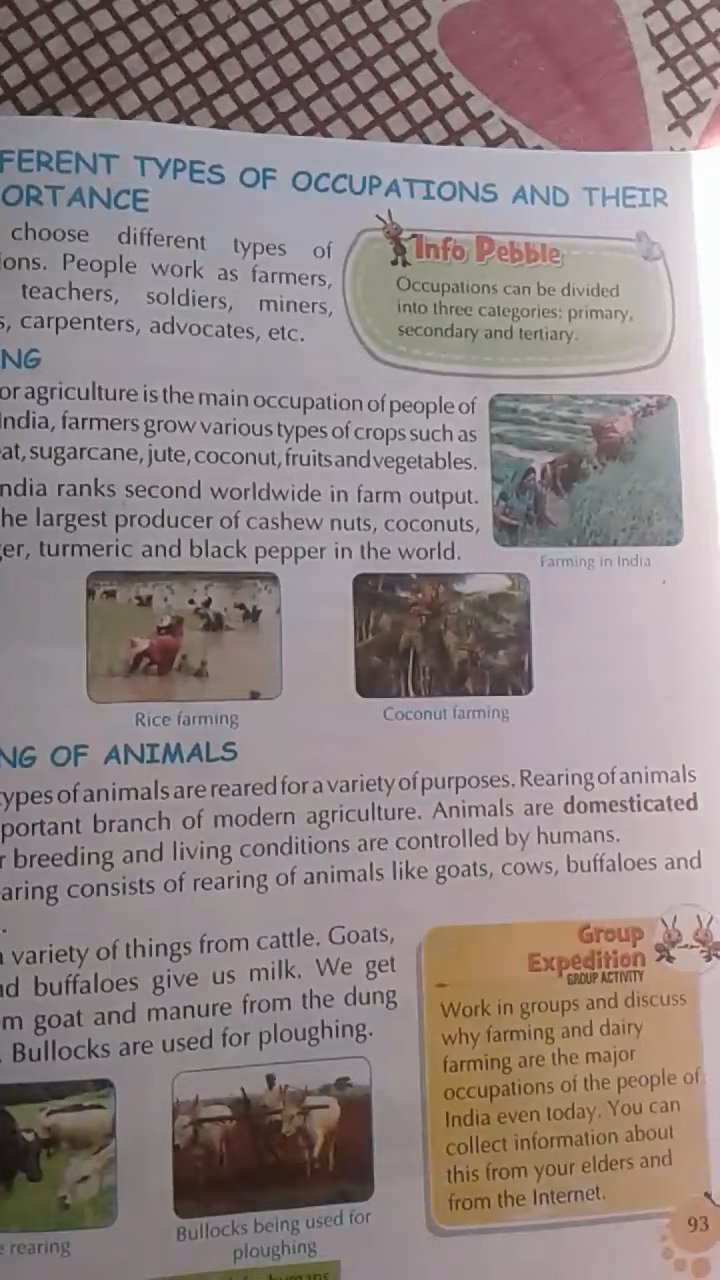 FERENT TYPES OF OCCUPATIONS AND THEIR
ORTANCE
choose different types of
ions. People work as farmers,
teachers, soldiers, miners,
s, carpenters, advocates, etc.
Info Pebble
Occupations can be divided
into three categories: primary,
secondary and tertiary.
NG
or agriculture is the main occupation of people of
India, farmers grow various types of crops such as
eat, sugarcane, jute, coconut, fruits and vegetables.
ndia ranks second worldwide in farm output.
he largest producer of cashew nuts, coconuts,
ger, turmeric and black pepper in the world.
Farming in India
Rice farming
Coconut farming
NG OF ANIMALS
types of animals are reared for a variety of purposes. Rearing of animals
portant branch of modern agriculture. Animals are domesticated
r breeding and living conditions are controlled by humans.
aring consists of rearing of animals like goats, cows, buffaloes and
.
a variety of things from cattle. Goats,
nd buffaloes give us milk. We get
m goat and manure from the dung
. Bullocks are used for ploughing.
Group
Expedition
GROUP ACTIVITY
Work in groups and discuss
why farming and dairy
farming are the major
occupations of the people of
India even today. You can
collect information about
this from your elders and
from the Internet.
e rearing
Bullocks being used for
ploughing
93